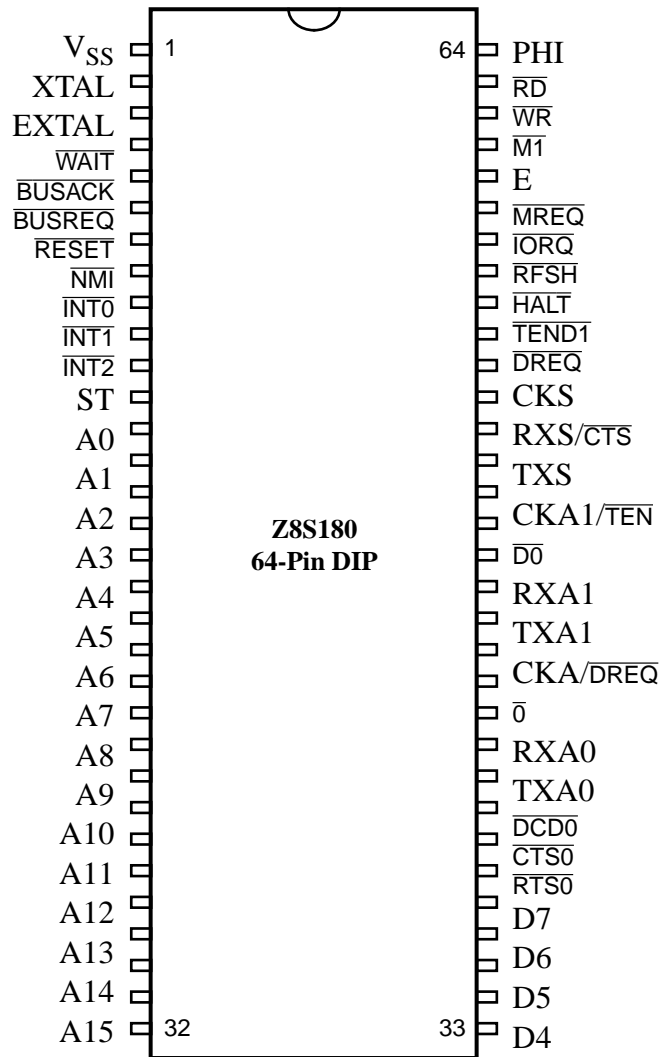 VSS
XTAL
EXTAL
WAIT
BUSACK
BUSREQ
RESET
NMI
INT0
INT1
INT2
ST
A0
A1
A2
A3
A4
A5
A6
A7
A8
A9
A10
A11
A12
A13
A14
A15
1
64
Z8S180
64-Pin DIP
32
33
PHI
RD
WR
M1
E
MREQ
IORQ
RFSH
HALT
TEND1
DREQ
CKS
RXS/CTS
TXS
CKA1/TEN
D0
RXA1
TXA1
CKA/DREQ
0
RXA0
TXA0
DCD0
CTS0
RTS0
D7
D6
D5
D4